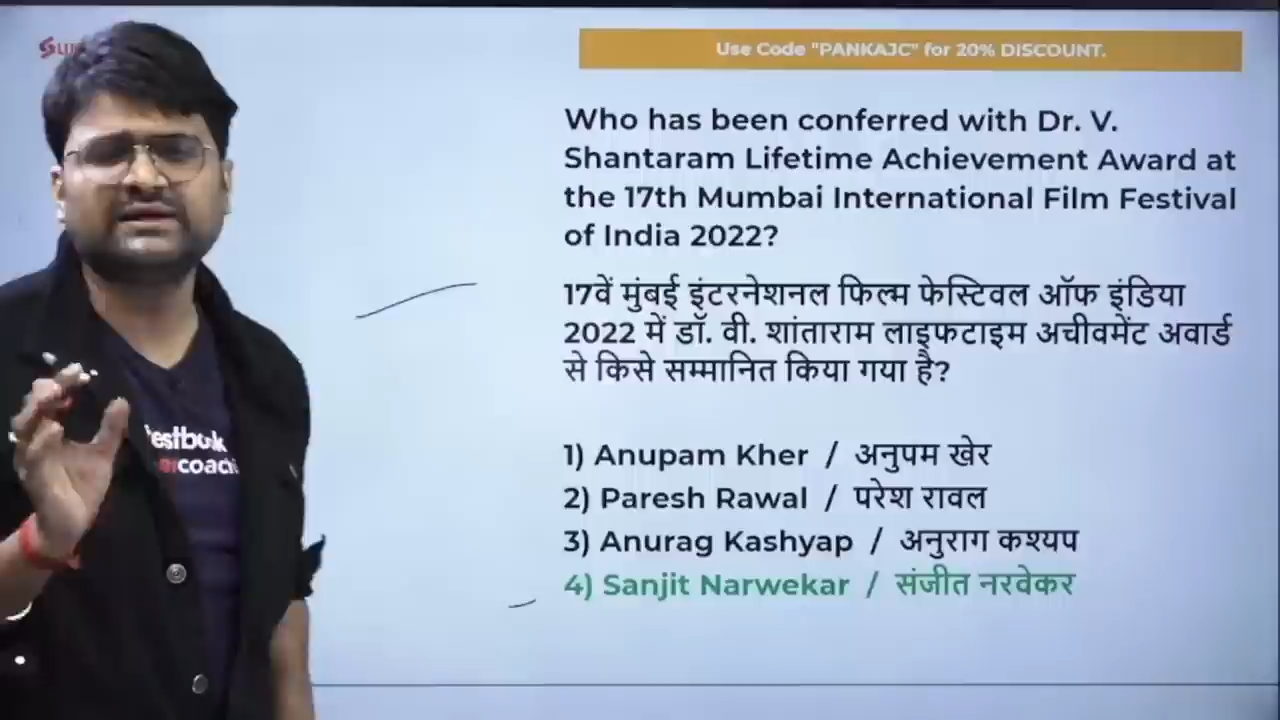 Use Code "PANKAJC" for 20% DISCOUNT.
Who has been conferred with Dr. V.
Shantaram Lifetime Achievement Award at
the 17th Mumbai International Film Festival
of India 2022?
17वें मुंबई इंटरनेशनल फिल्म फेस्टिवल ऑफ इंडिया
2022 में डॉ. वी. शांताराम लाइफटाइम अचीवमेंट अवार्ड
से किसे सम्मानित किया गया है?
1) Anupam Kher / अनुपम खेर
2) Paresh Rawal / परेश रावल
3) Anurag Kashyap / अनुराग कश्यप
4) Sanjit Narwekar / संजीत नरवेकर